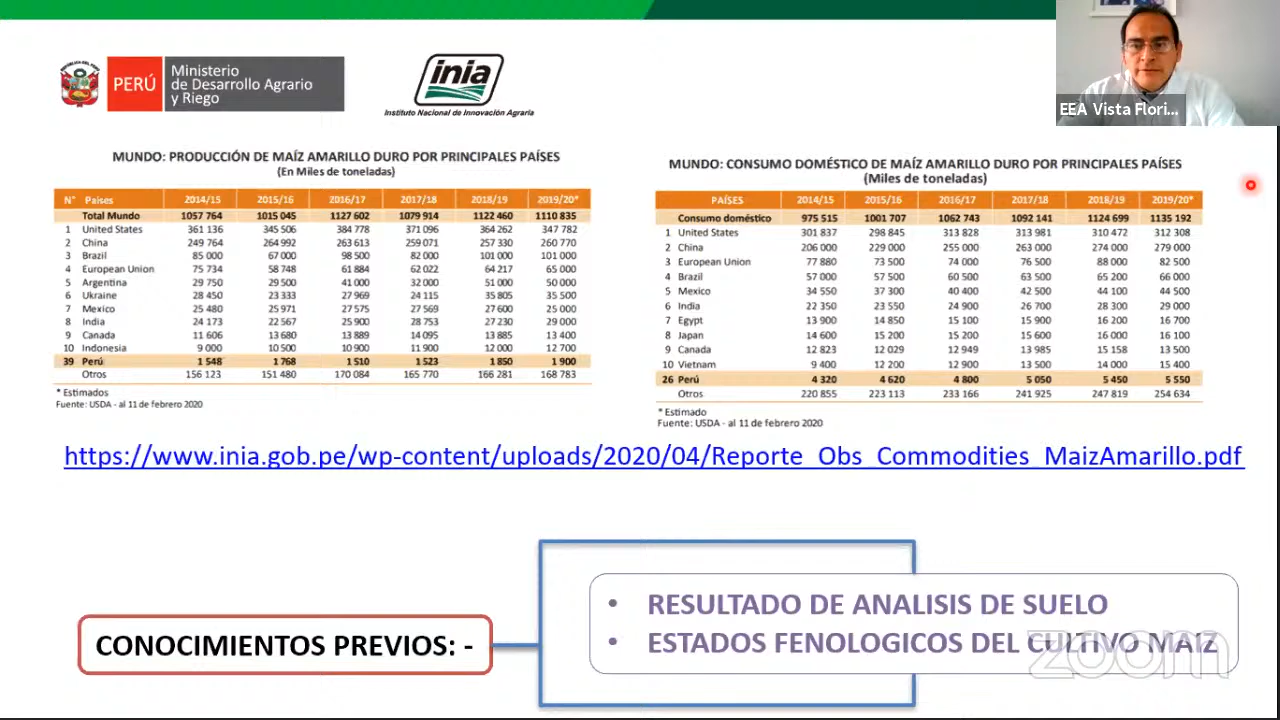 PERÚ
Ministerio
de Desarrollo Agrario
y Riego
inia
Instituto Nacional de Innovación Agraria
EEA Vista Flori...
MUNDO: PRODUCCIÓN DE MAÍZ AMARILLO DURO POR PRINCIPALES PAÍSES
(En Miles de toneladas)
N° Países 2014/15 2015/16 2016/17 2017/18 2018/19 2019/20*
Total Mundo 1057 764 1015 045 1127 602 1079 914 1122 460 1110 835
1 United States 361 136 345 506 384 778 371 096 364 262 347 782
2 China 249 764 264 992 263 613 259 071 257 330 260 770
3 Brazil 85 000 67 000 98 500 82 000 101 000 101 000
4 European Union 75 734 58 748 61 884 62 022 64 217 65 000
5 Argentina 29 750 29 500 41 000 32 000 51 000 50 000
6 Ukraine 28 450 23 333 27 969 24 115 35 805 35 500
7 Mexico 25 480 25 971 27 575 27 569 27 600 25 000
8 India 24 173 22 567 25 900 28 753 27 230 29 000
9 Canada 11 606 13 680 13 889 14 095 13 885 13 400
10 Indonesia 9 000 10 500 10 900 11 900 12 000 12 700
39 Perú 1 548 1 768 1 510 1 523 1 850 1 900
Otros 156 123 151 480 170 084 165 770 166 281 168 783
* Estimados
Fuente: USDA - al 11 de febrero 2020
MUNDO: CONSUMO DOMÉSTICO DE MAÍZ AMARILLO DURO POR PRINCIPALES PAÍSES
(Miles de toneladas)
PAÍSES 2014/15 2015/16 2016/17 2017/18 2018/19 2019/20*
Consumo doméstico 975 515 1001 707 1062 743 1092 141 1124 699 1135 192
1 United States 301 837 298 845 313 828 313 981 310 472 312 308
2 China 206 000 229 000 255 000 263 000 274 000 279 000
3 European Union 77 880 73 500 74 000 76 500 88 000 82 500
4 Brazil 57 000 57 500 60 500 63 500 65 200 66 000
5 Mexico 34 550 37 300 40 400 42 500 44 100 44 500
6 India 22 350 23 550 24 900 26 700 28 300 29 000
7 Egypt 13 900 14 850 15 100 15 900 16 200 16 700
8 Japan 14 600 15 200 15 200 15 600 16 000 16 100
9 Canada 12 823 12 029 12 949 13 985 15 158 13 500
10 Vietnam 9 400 12 200 12 900 13 500 14 000 15 400
26 Perú 4 320 4 620 4 800 5 050 5 450 5 550
Otros 220 855 223 113 233 166 241 925 247 819 254 634
* Estimado
Fuente: USDA - al 11 de febrero 2020
https://www.inia.gob.pe/wp-content/uploads/2020/04/Reporte_Obs_Commodities_MaizAmarillo.pdf
CONOCIMIENTOS PREVIOS: -
• RESULTADO DE ANALISIS DE SUELO
• ESTADOS FENOLOGICOS DEL CULTIVO MAIZ
zoom